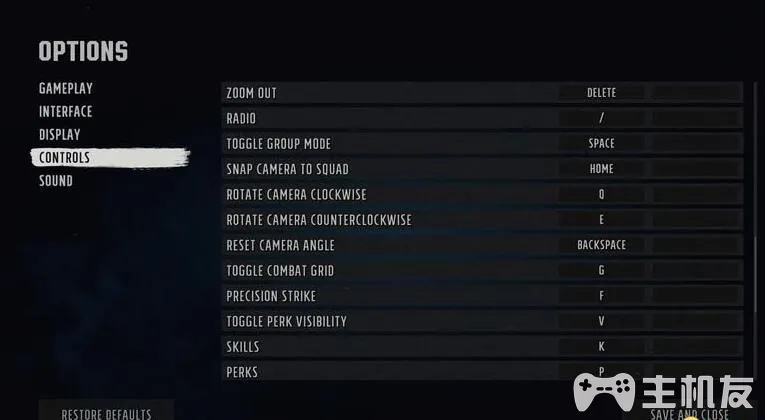 OPTIONS
GAMEPLAY
INTERFACE
DISPLAY
CONTROLS
SOUND
ZOOM OUT DELETE
RADIO /
TOGGLE GROUP MODE SPACE
SNAP CAMERA TO SQUAD HOME
ROTATE CAMERA CLOCKWISE Q
ROTATE CAMERA COUNTERCLOCKWISE E
RESET CAMERA ANGLE BACKSPACE
TOGGLE COMBAT GRID G
PRECISION STRIKE F
TOGGLE PERK VISIBILITY V
SKILLS K
PERKS P
RESTORE DEFAULTS
SAVE AND CLOSE
主机友